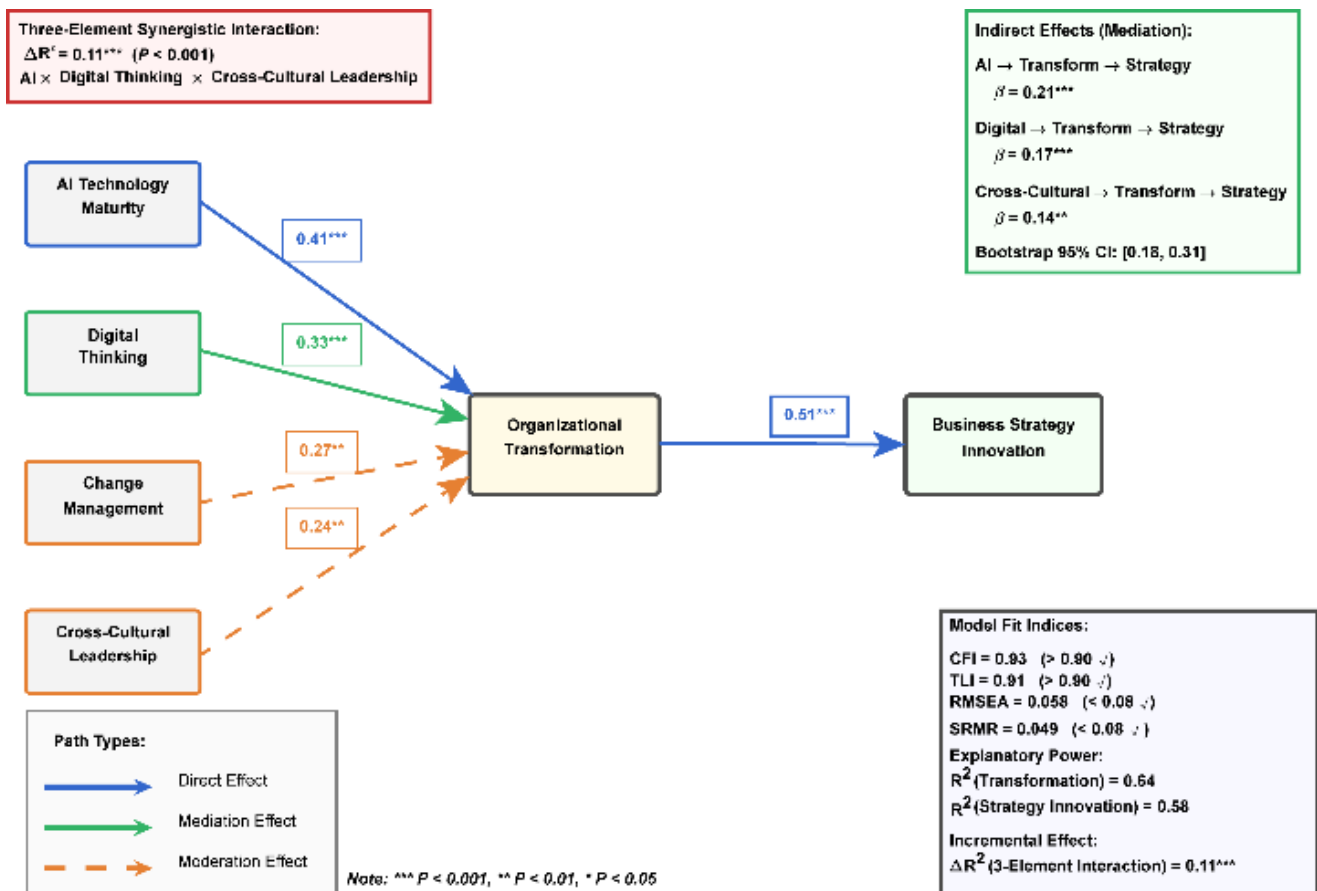 Three-Element Synergistic Interaction:
ΔR² = 0.11*** (P < 0.001)
AI × Digital Thinking × Cross-Cultural Leadership
Indirect Effects (Mediation):
AI → Transform → Strategy
β = 0.21***
Digital → Transform → Strategy
β = 0.17***
Cross-Cultural → Transform → Strategy
β = 0.14**
Bootstrap 95% CI: [0.18, 0.31]
AI Technology
Maturity
0.41***
Digital
Thinking
0.33***
Organizational
Transformation
0.51***
Business Strategy
Innovation
Change
Management
0.27**
0.24**
Cross-Cultural
Leadership
Path Types:
Direct Effect
Mediation Effect
Moderation Effect
Note: *** P < 0.001, ** P < 0.01, * P < 0.05
Model Fit Indices:
CFI = 0.93 (> 0.90 ✓)
TLI = 0.91 (> 0.90 ✓)
RMSEA = 0.058 (< 0.08 ✓)
SRMR = 0.049 (< 0.08 ✓)
Explanatory Power:
R² (Transformation) = 0.64
R² (Strategy Innovation) = 0.58
Incremental Effect:
ΔR² (3-Element Interaction) = 0.11***